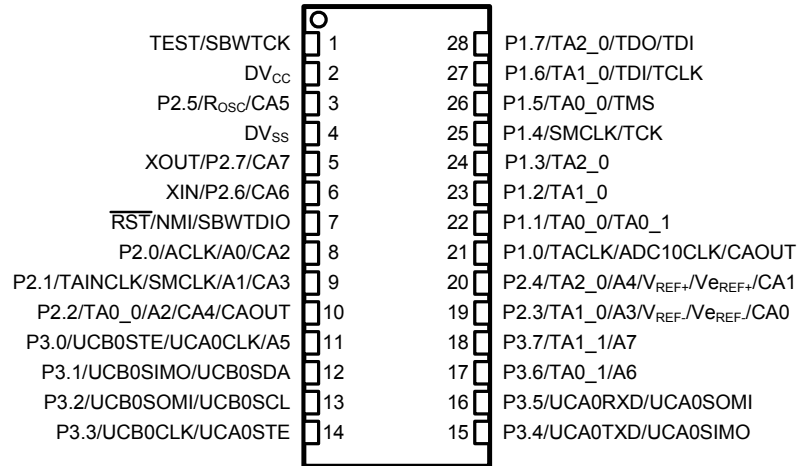 TEST/SBWTCK 1 28 P1.7/TA2_0/TDO/TDI
DVCC 2 27 P1.6/TA1_0/TDI/TCLK
P2.5/ROSC/CA5 3 26 P1.5/TA0_0/TMS
DVSS 4 25 P1.4/SMCLK/TCK
XOUT/P2.7/CA7 5 24 P1.3/TA2_0
XIN/P2.6/CA6 6 23 P1.2/TA1_0
RST/NMI/SBWTDIO 7 22 P1.1/TA0_0/TA0_1
P2.0/ACLK/A0/CA2 8 21 P1.0/TACLK/ADC10CLK/CAOUT
P2.1/TAINCLK/SMCLK/A1/CA3 9 20 P2.4/TA2_0/A4/VREF+/VeREF+/CA1
P2.2/TA0_0/A2/CA4/CAOUT 10 19 P2.3/TA1_0/A3/VREF-/VeREF-/CA0
P3.0/UCB0STE/UCA0CLK/A5 11 18 P3.7/TA1_1/A7
P3.1/UCB0SIMO/UCB0SDA 12 17 P3.6/TA0_1/A6
P3.2/UCB0SOMI/UCB0SCL 13 16 P3.5/UCA0RXD/UCA0SOMI
P3.3/UCB0CLK/UCA0STE 14 15 P3.4/UCA0TXD/UCA0SIMO